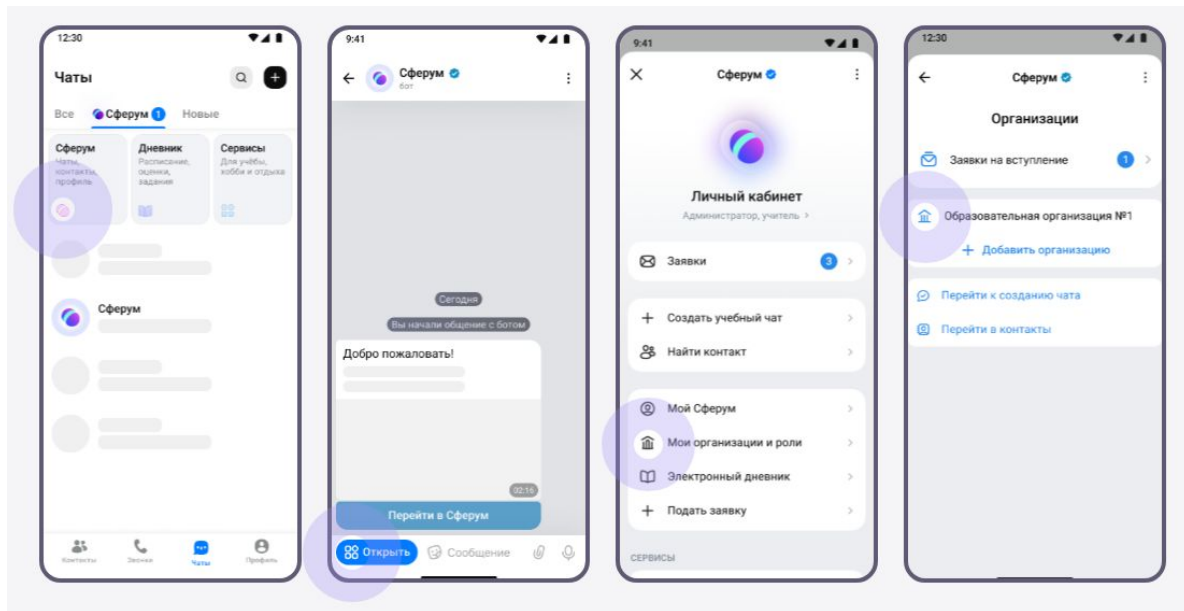 12:30
Чаты
Все
Сферум 1
Новые
Сферум
Чаты,
контакты,
профиль
Дневник
Расписание,
оценки,
задания
Сервисы
Для учёбы,
хобби и отдыха
Сферум
Контакты
Звонки
Чаты
Профиль
9:41
Сферум
бот
Сегодня
Вы начали общение с ботом
Добро пожаловать!
02:16
Перейти в Сферум
Открыть
Сообщение
9:41
Сферум
Личный кабинет
Администратор, учитель >
Заявки 3
Создать учебный чат
Найти контакт
Мой Сферум
Мои организации и роли
Электронный дневник
Подать заявку
СЕРВИСЫ
12:30
Сферум
Организации
Заявки на вступление 1
Образовательная организация №1
+ Добавить организацию
Перейти к созданию чата
Перейти в контакты